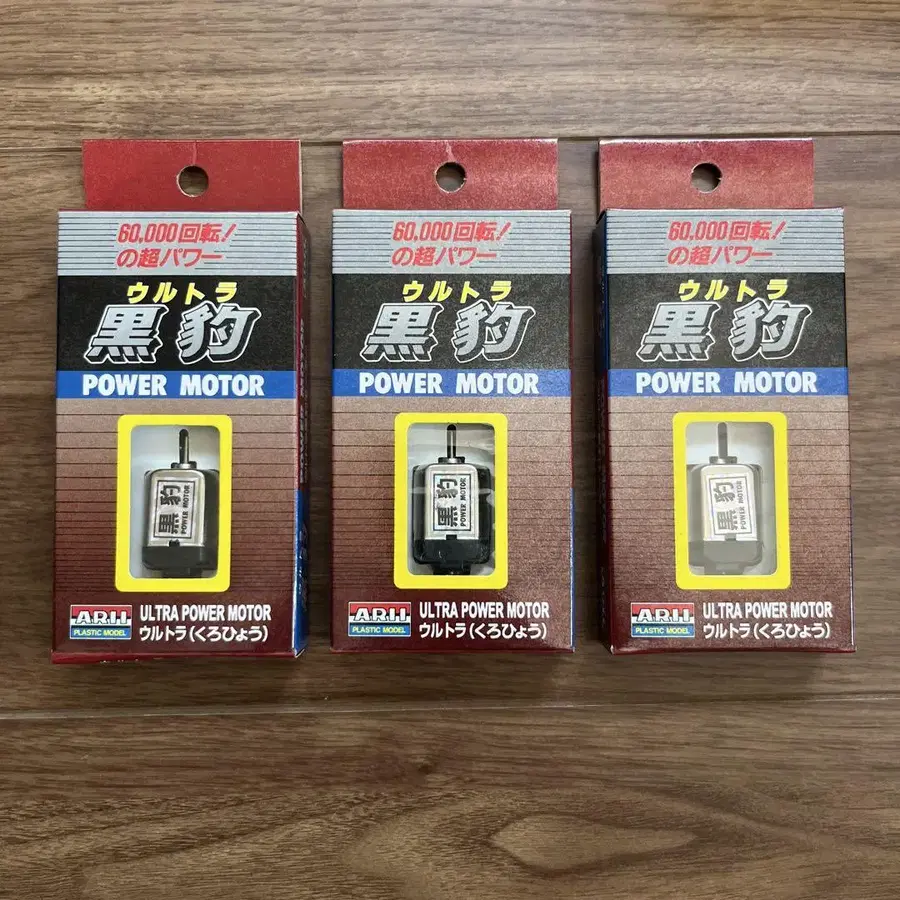 60,000回転!
の超パワー
ウルトラ
黒豹
POWER MOTOR
黒豹
POWER MOTOR
ARII
PLASTIC MODEL
ULTRA POWER MOTOR
ウルトラ(くろひょう)
60,000回転!
の超パワー
ウルトラ
黒豹
POWER MOTOR
黒豹
POWER MOTOR
ARII
PLASTIC MODEL
ULTRA POWER MOTOR
ウルトラ(くろひょう)
60,000回転!
の超パワー
ウルトラ
黒豹
POWER MOTOR
黒豹
POWER MOTOR
ARII
PLASTIC MODEL
ULTRA POWER MOTOR
ウルトラ(くろひょう)